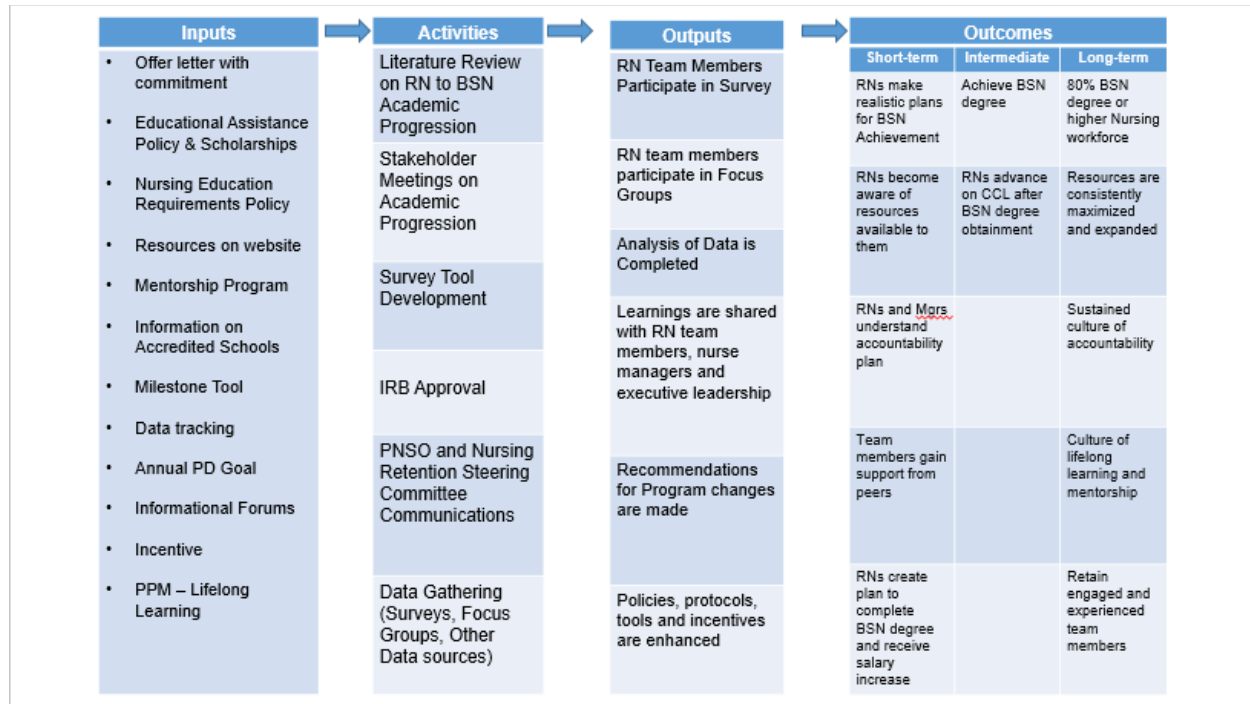 Inputs
Offer letter with
commitment
Educational Assistance
Policy & Scholarships
Nursing Education
Requirements Policy
Resources on website
Mentorship Program
Information on
Accredited Schools
Milestone Tool
Data tracking
Annual PD Goal
Informational Forums
Incentive
PPM – Lifelong
Learning
Activities
Literature Review
on RN to BSN
Academic
Progression
Stakeholder
Meetings on
Academic
Progression
Survey Tool
Development
IRB Approval
PNSO and Nursing
Retention Steering
Committee
Communications
Data Gathering
(Surveys, Focus
Groups, Other
Data sources)
Outputs
RN Team Members
Participate in Survey
RN team members
participate in Focus
Groups
Analysis of Data is
Completed
Learnings are shared
with RN team
members, nurse
managers and
executive leadership
Recommendations
for Program changes
are made
Policies, protocols,
tools and incentives
are enhanced
Outcomes
Short-term
Intermediate
Long-term
RNs make
realistic plans
for BSN
Achievement
Achieve BSN
degree
80% BSN
degree or
higher Nursing
workforce
RNs become
aware of
resources
available to
them
RNs advance
on CCL after
BSN degree
obtainment
Resources are
consistently
maximized
and expanded
RNs and Mgrs
understand
accountability
plan
Sustained
culture of
accountability
Team
members gain
support from
peers
Culture of
lifelong
learning and
mentorship
RNs create
plan to
complete
BSN degree
and receive
salary
increase
Retain
engaged and
experienced
team
members